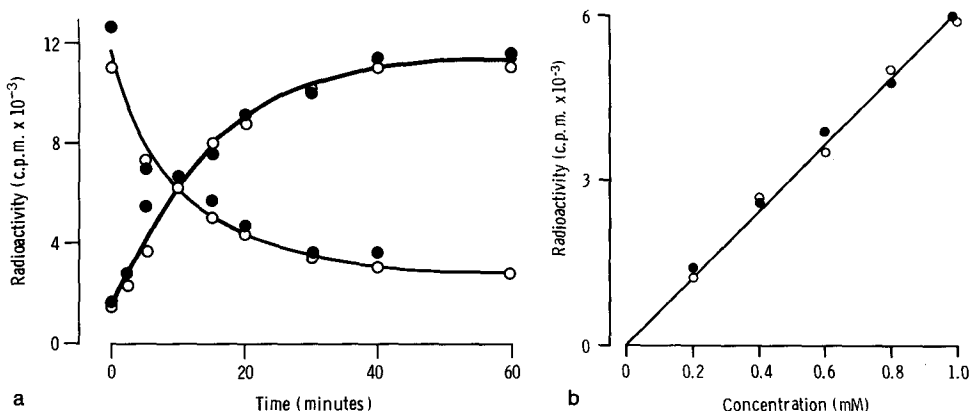 12
8
4
0
Radioactivity (c.p.m. x 10⁻³)
0 20 40 60
a Time (minutes)
6
3
0
Radioactivity (c.p.m. x10⁻³)
0 0.2 0.4 0.6 0.8 1.0
b Concentration (mM)